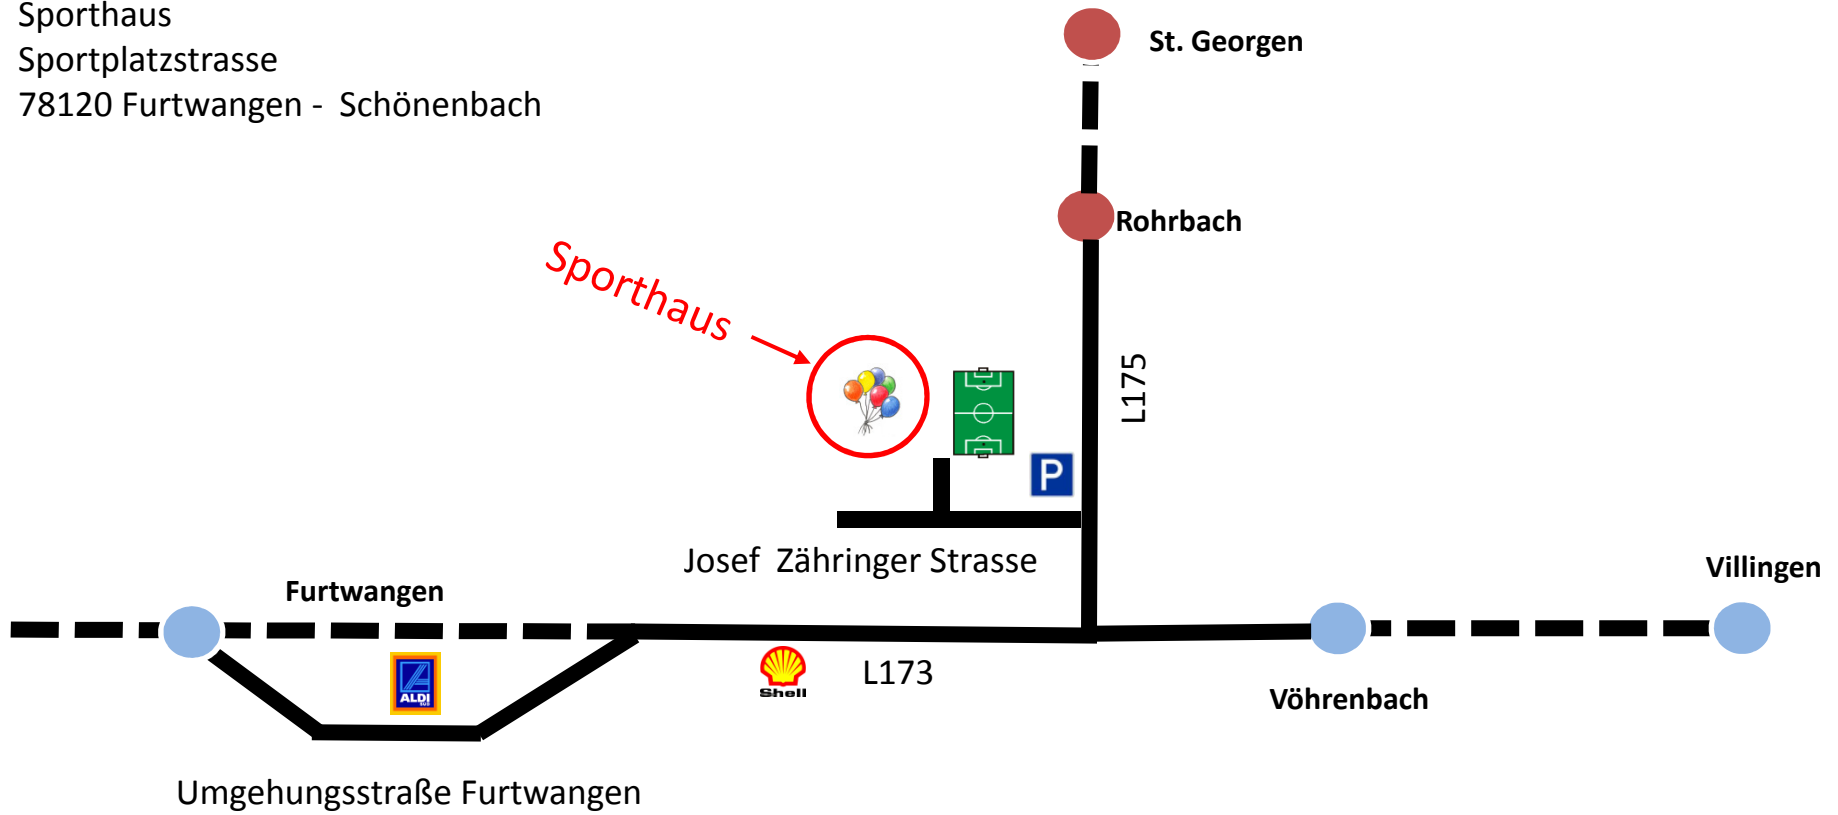 Sporthaus
Sportplatzstrasse
78120 Furtwangen - Schönenbach
St. Georgen
Rohrbach
Sporthaus
L175
P
Josef Zähringer Strasse
Villingen
Furtwangen
ALDI
SÜD
Shell
L173
Vöhrenbach
Umgehungsstraße Furtwangen